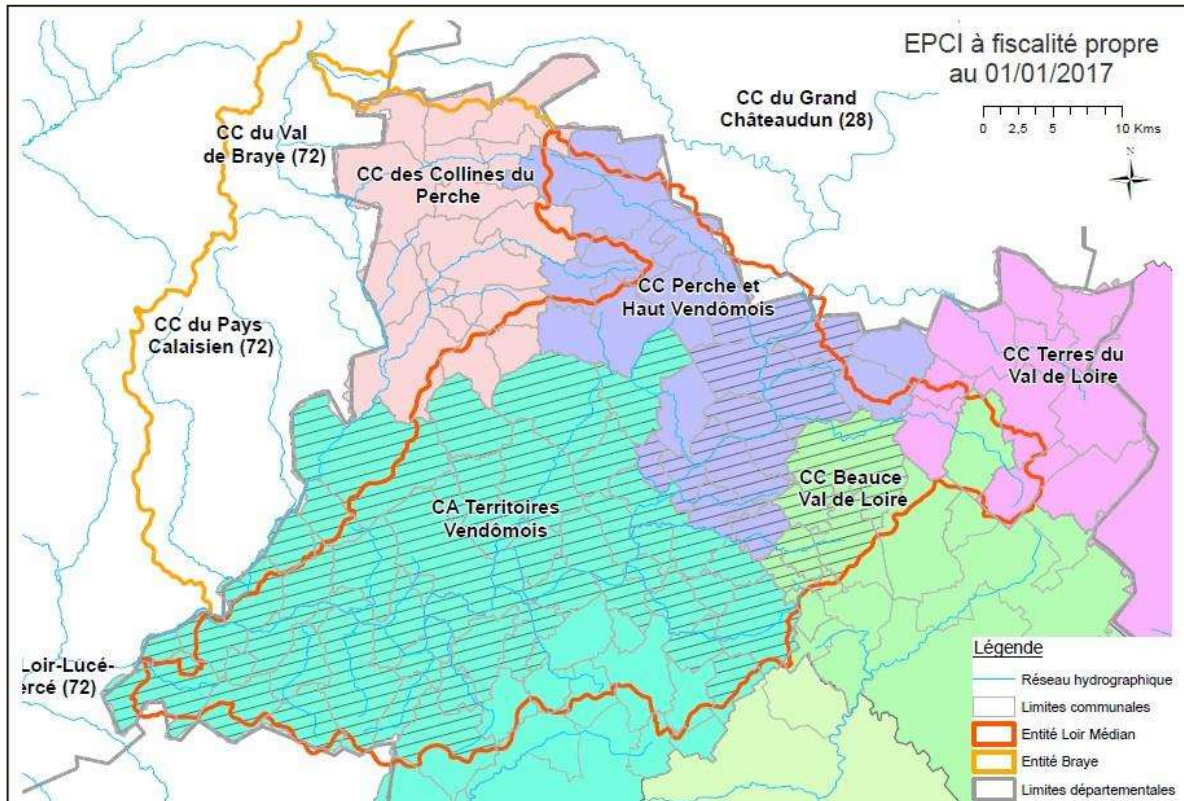 EPCI à fiscalité propre
au 01/01/2017
0 2,5 5 10 Kms
N
CC du Grand
Châteaudun (28)
CC du Val
de Braye (72)
CC des Collines du
Perche
CC Perche et
Haut Vendômois
CC du Pays
Calaisien (72)
CC Terres du
Val de Loire
CC Beauce
Val de Loire
CA Territoires
Vendômois
Loir-Lucé-
ercé (72)
Légende
Réseau hydrographique
Limites communales
Entité Loir Médian
Entité Braye
Limites départementales